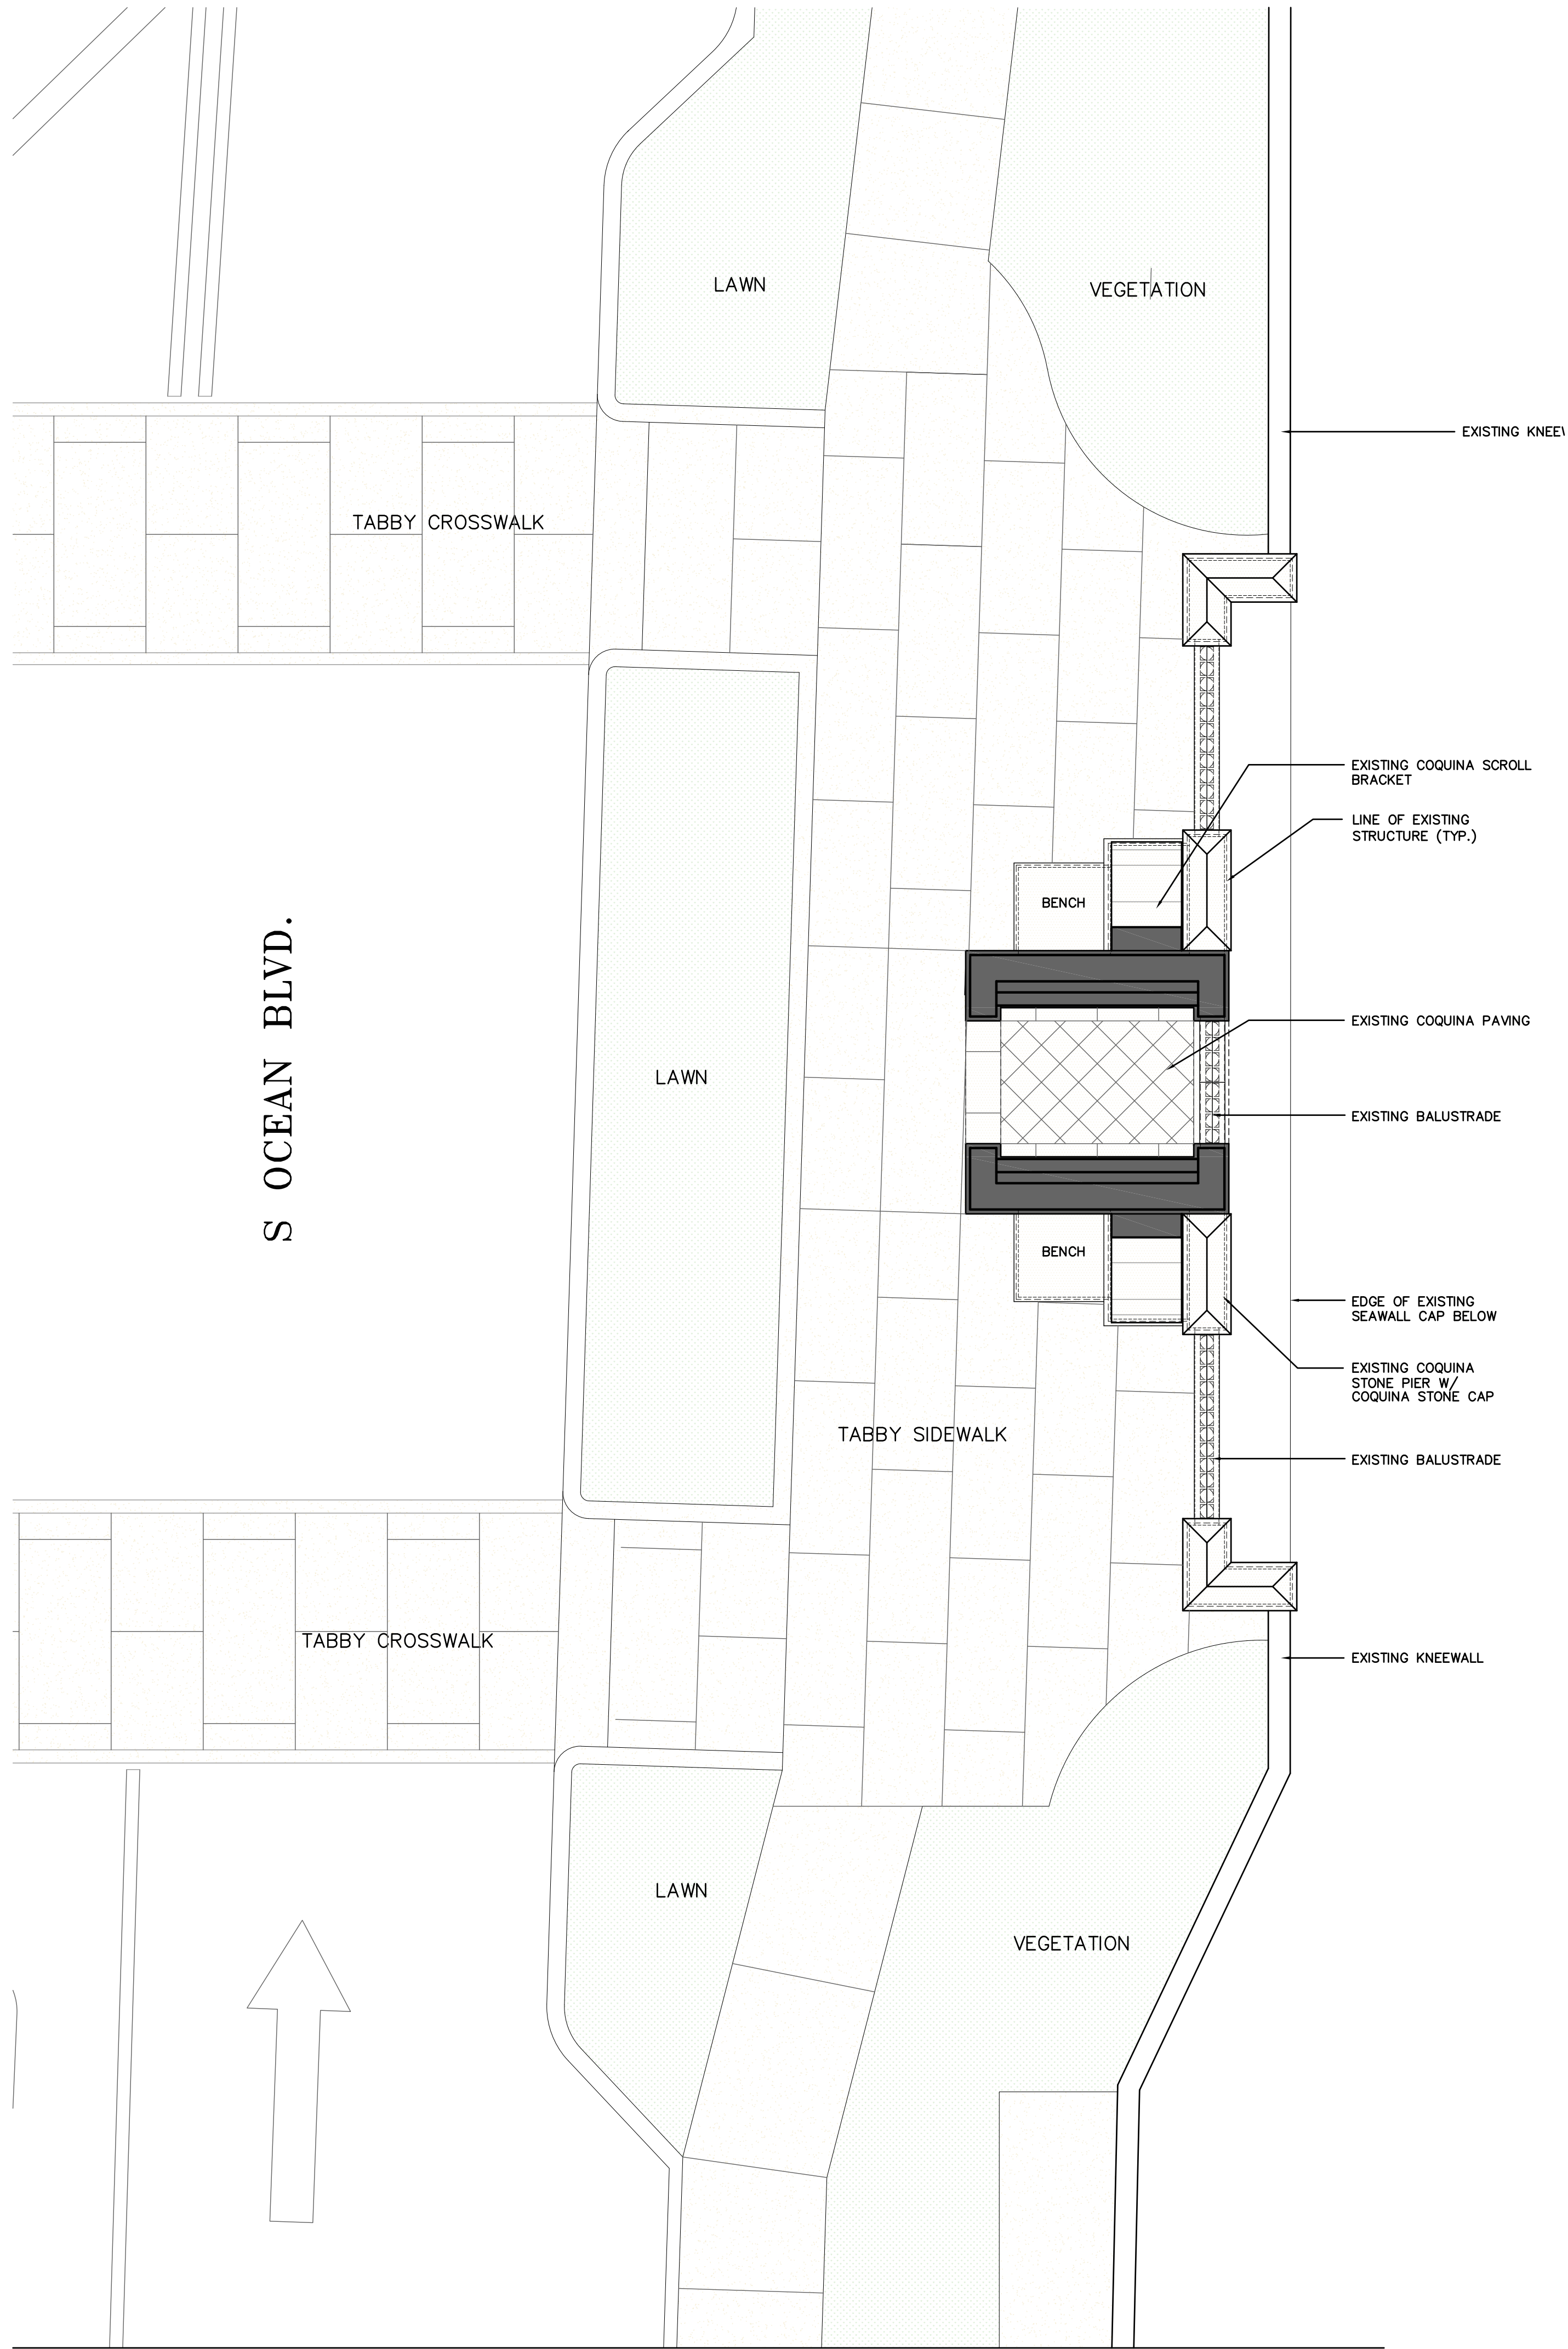 LAWN
VEGETATION
EXISTING KNEE
TABBY CROSSWALK
EXISTING COQUINA SCROLL
BRACKET
LINE OF EXISTING
STRUCTURE (TYP.)
BENCH
S OCEAN BLVD.
EXISTING COQUINA PAVING
LAWN
EXISTING BALUSTRADE
BENCH
EDGE OF EXISTING
SEAWALL CAP BELOW
EXISTING COQUINA
STONE PIER W/
COQUINA STONE CAP
TABBY SIDEWALK
EXISTING BALUSTRADE
TABBY CROSSWALK
EXISTING KNEEWALL
LAWN
VEGETATION